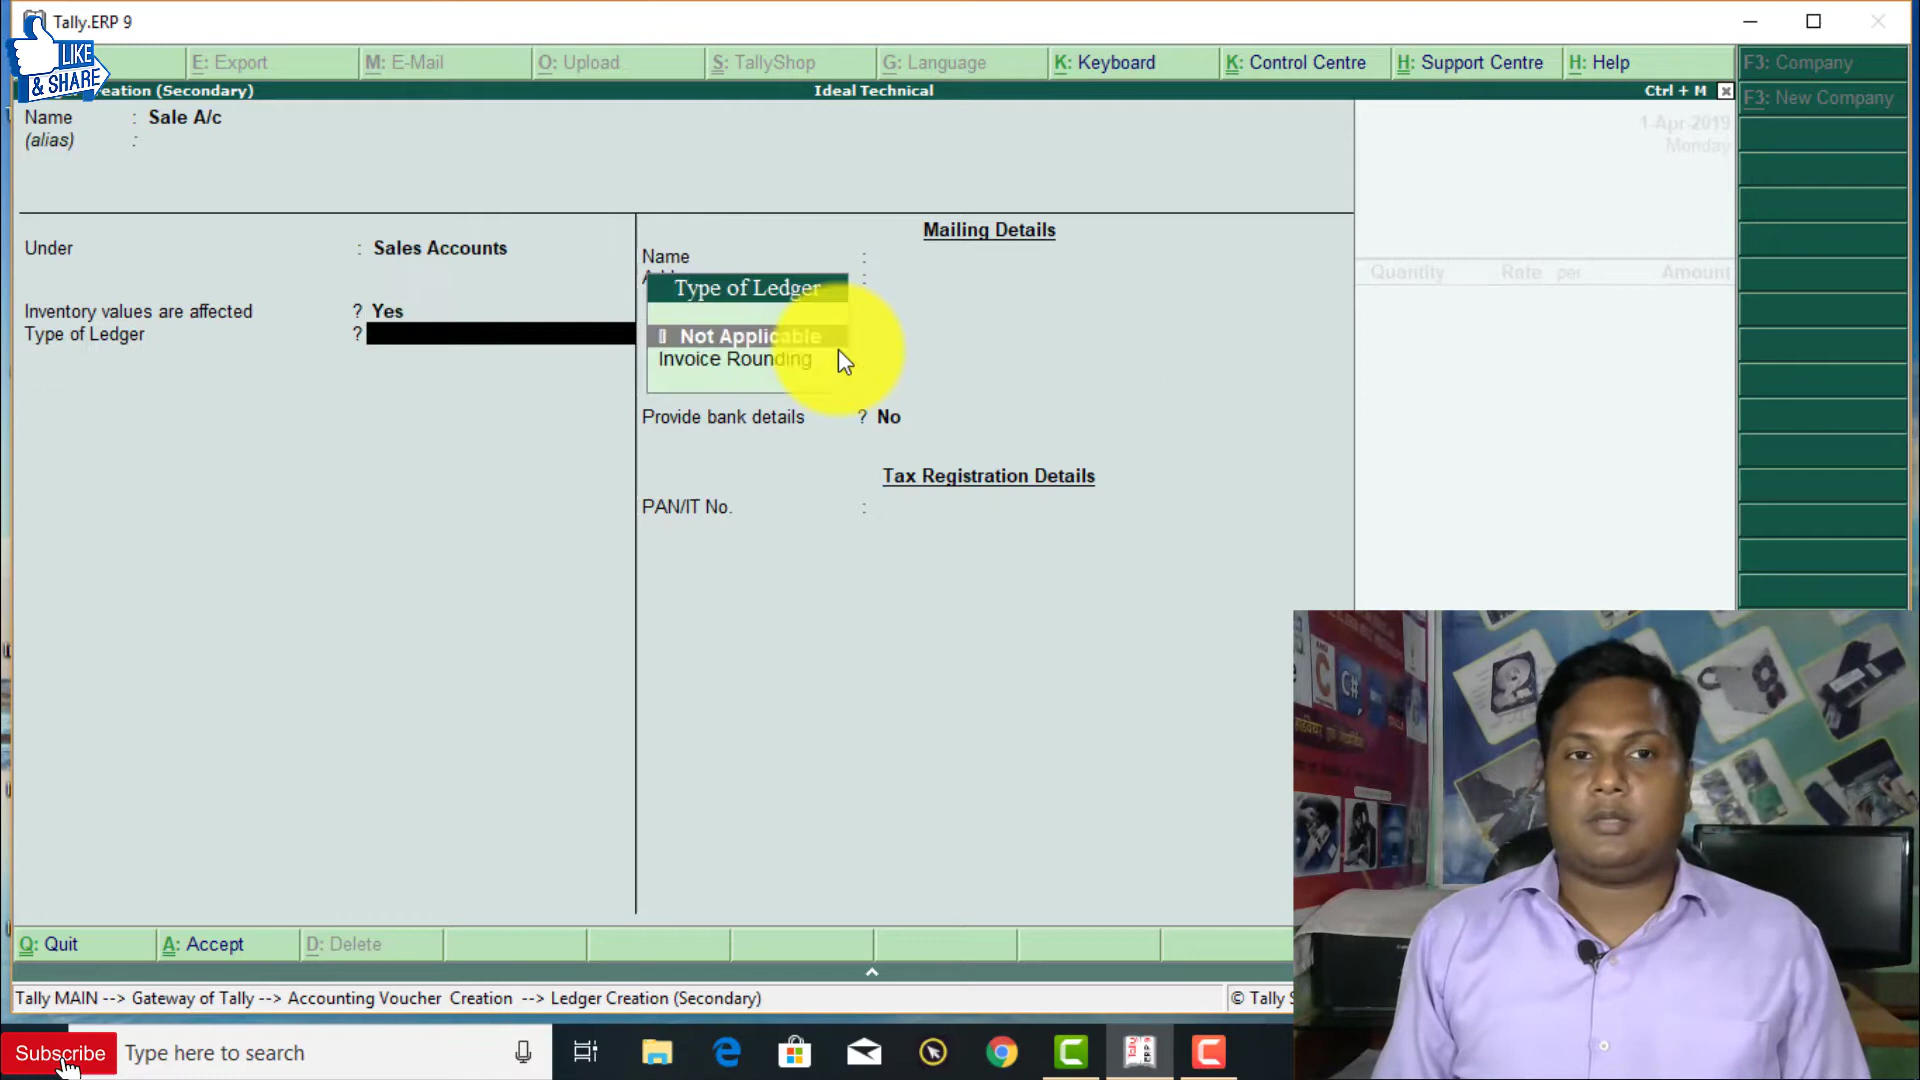 Tally.ERP 9
LIKE
& SHARE
E: Export
M: E-Mail
O: Upload
S: TallyShop
G: Language
K: Keyboard
K: Control Centre
H: Support Centre
H: Help
F3: Company
F3: New Company
Creation (Secondary)
Ideal Technical
Ctrl + M
Name : Sale A/c
(alias) :
1-Apr-2019
Monday
Under : Sales Accounts
Inventory values are affected ? Yes
Type of Ledger ?
Mailing Details
Name :
Type of Ledger
Not Applicable
Invoice Rounding
Provide bank details ? No
Tax Registration Details
PAN/IT No. :
Quantity Rate per Amount
C
C#
Q: Quit
A: Accept
D: Delete
Tally MAIN --> Gateway of Tally --> Accounting Voucher Creation --> Ledger Creation (Secondary)
© Tally S
Subscribe
Type here to search